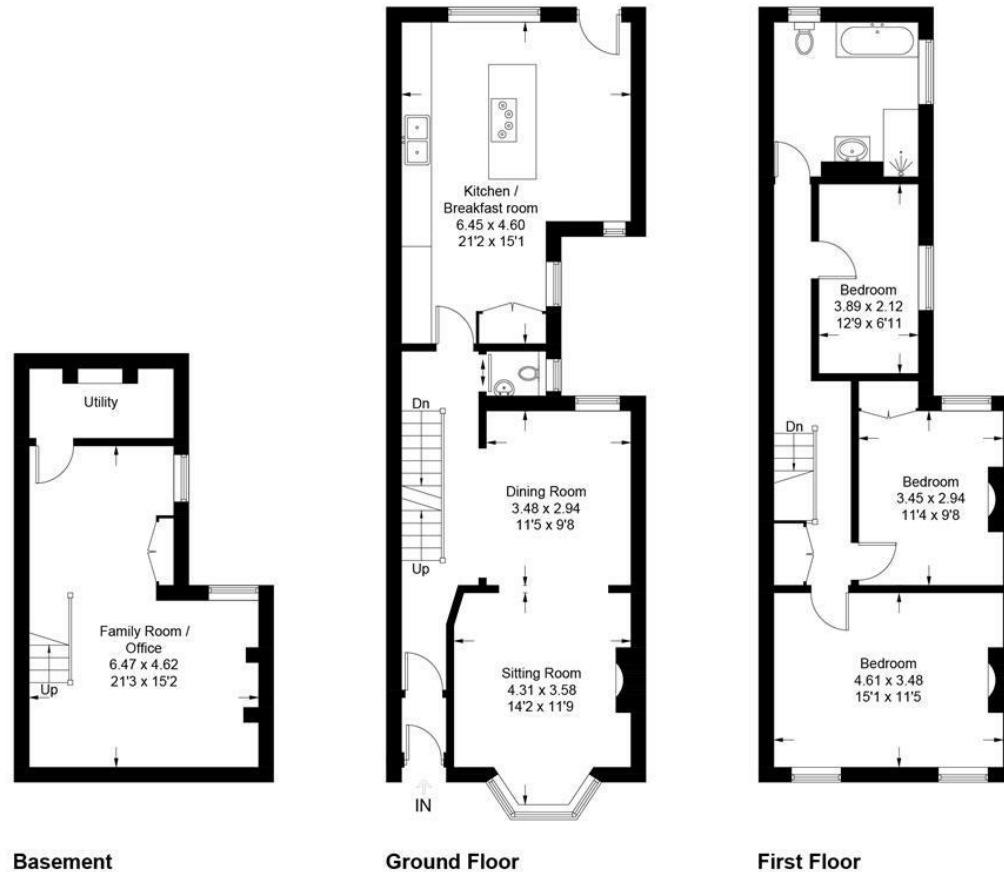 Utility
Family Room /
Office
6.47 x 4.62
21'3 x 15'2
Up
Basement
Kitchen /
Breakfast room
6.45 x 4.60
21'2 x 15'1
Dn
Up
Dining Room
3.48 x 2.94
11'5 x 9'8
Sitting Room
4.31 x 3.58
14'2 x 11'9
IN
Ground Floor
Bedroom
3.89 x 2.12
12'9 x 6'11
Dn
Bedroom
3.45 x 2.94
11'4 x 9'8
Bedroom
4.61 x 3.48
15'1 x 11'5
First Floor